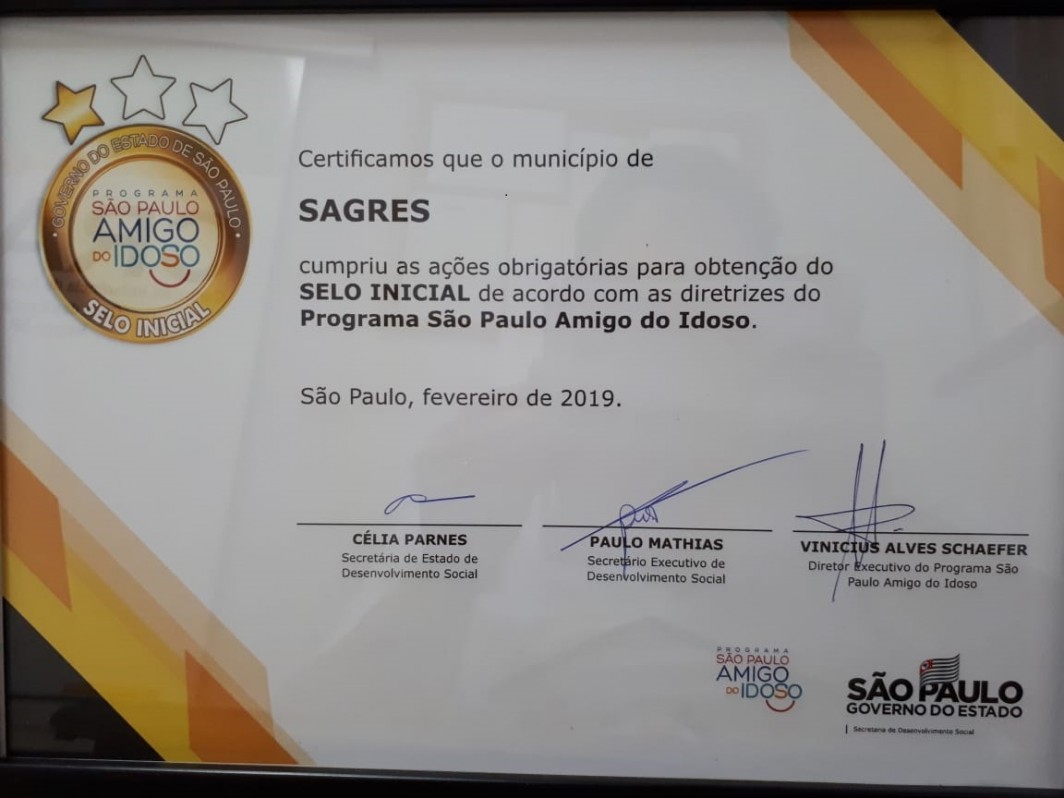 GOVERNO DO ESTADO DE SÃO PAULO
PROGRAMA
SÃO PAULO
AMIGO
DO IDOSO
SELO INICIAL
Certificamos que o município de
SAGRES
cumpriu as ações obrigatórias para obtenção do
SELO INICIAL de acordo com as diretrizes do
Programa São Paulo Amigo do Idoso.
São Paulo, fevereiro de 2019.
CÉLIA PARNES
Secretária de Estado de
Desenvolvimento Social
PAULO MATHIAS
Secretário Executivo de
Desenvolvimento Social
VINICIUS ALVES SCHAEFER
Diretor Executivo do Programa São
Paulo Amigo do Idoso
PROGRAMA
SÃO PAULO
AMIGO
DO IDOSO
SÃO PAULO
GOVERNO DO ESTADO
Secretaria de Desenvolvimento Social